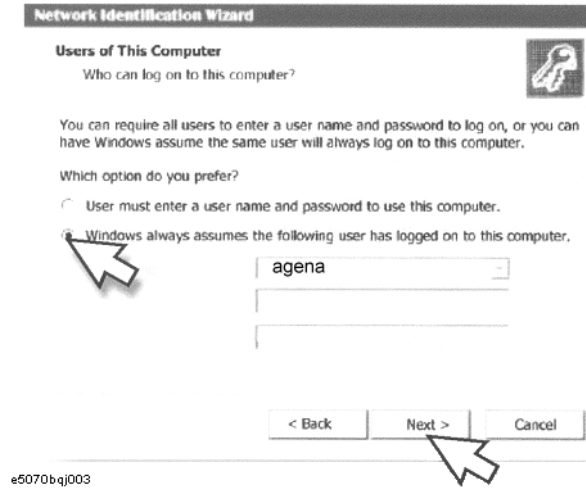 Network Identification Wizard
Users of This Computer
Who can log on to this computer?
You can require all users to enter a user name and password to log on, or you can
have Windows assume the same user will always log on to this computer.
Which option do you prefer?
User must enter a user name and password to use this computer.
Windows always assumes the following user has logged on to this computer.
agena
< Back Next > Cancel
e5070bqj003